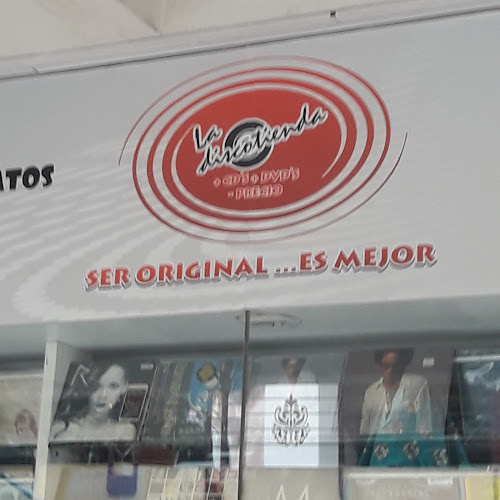 ATOS
La
discotienda
+ CD'S + DVD'S
- PRECIO
SER ORIGINAL ...ES MEJOR